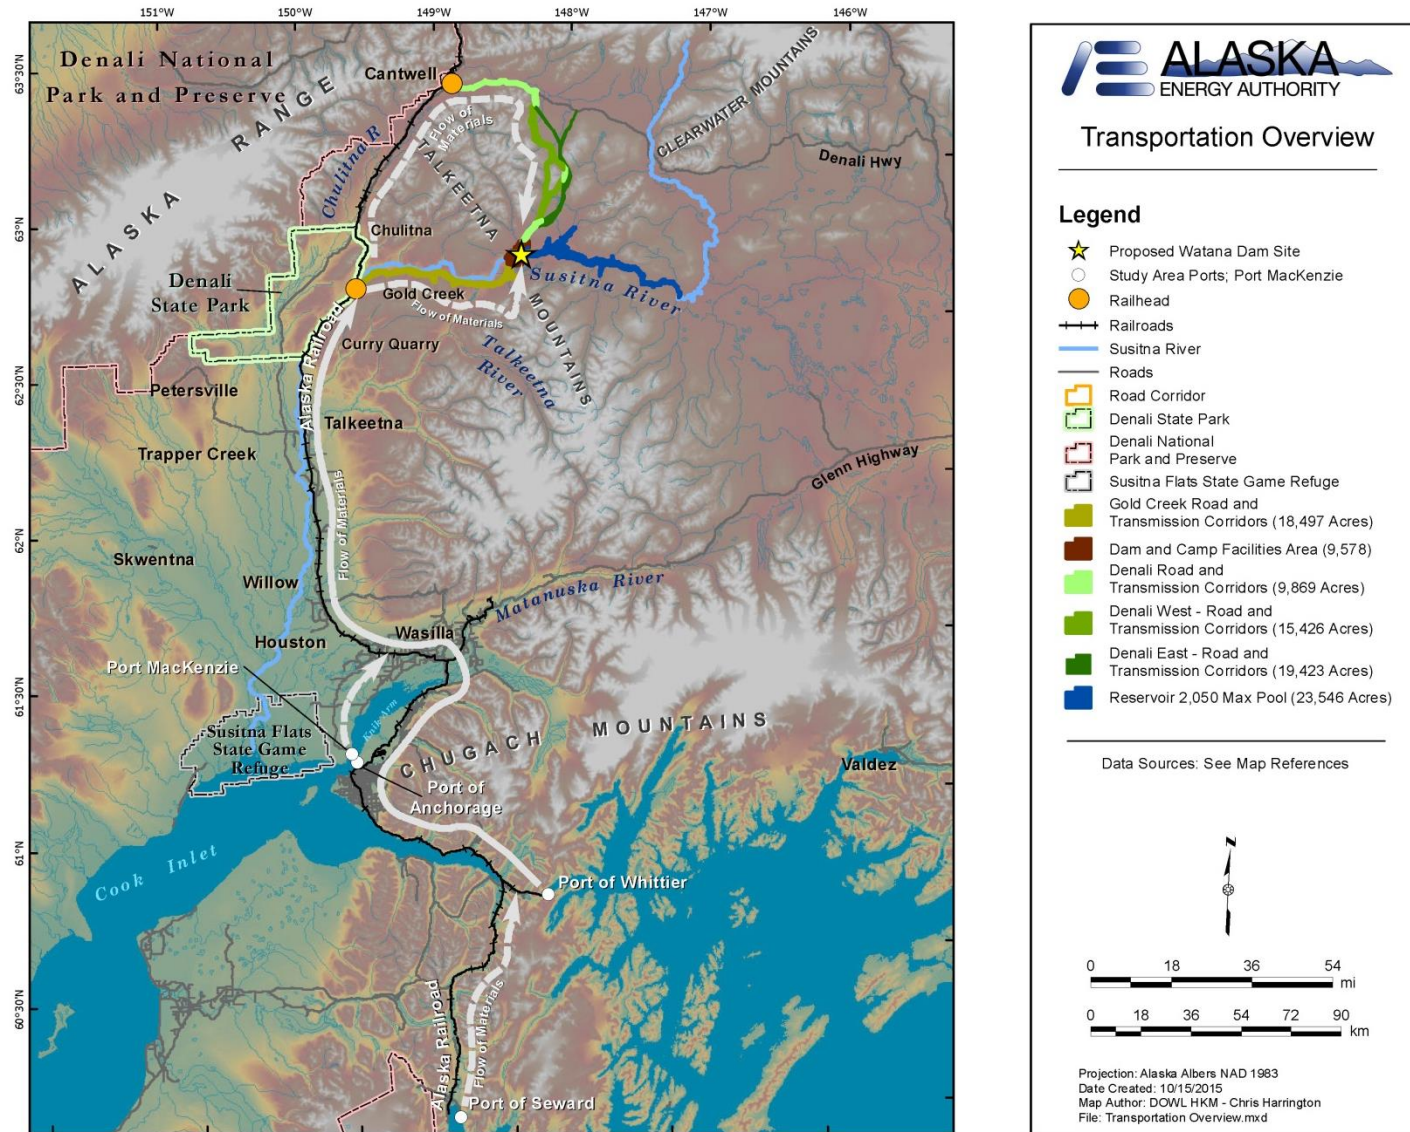 151°W
150°W
149°W
148°W
147°W
146°W
63°30'N
63°N
62°30'N
62°N
61°30'N
61°N
60°30'N
Denali National
Park and Preserve
ALASKA RANGE
Cantwell
Chulitna R
Flow of
Materials
TALKEETNA
MOUNTAINS
CLEARWATER MOUNTAINS
Denali Hwy
Chulitna
Denali
State Park
Gold Creek
Flow of Materials
Susitna River
Curry Quarry
Talkeetna
River
Alaska Railroad
Petersville
Talkeetna
Trapper Creek
Glenn Highway
Flow of Materials
Skwentna
Willow
Matanuska River
Houston
Wasilla
Port MacKenzie
Knik Arm
Susitna Flats
State Game
Refuge
CHUGACH MOUNTAINS
Valdez
Port of
Anchorage
Cook Inlet
Port of Whittier
Alaska Railroad
Flow of Materials
Port of Seward
ALASKA
ENERGY AUTHORITY
Transportation Overview
Legend
Proposed Watana Dam Site
Study Area Ports; Port MacKenzie
Railhead
Railroads
Susitna River
Roads
Road Corridor
Denali State Park
Denali National
Park and Preserve
Susitna Flats State Game Refuge
Gold Creek Road and
Transmission Corridors (18,497 Acres)
Dam and Camp Facilities Area (9,578)
Denali Road and
Transmission Corridors (9,869 Acres)
Denali West - Road and
Transmission Corridors (15,426 Acres)
Denali East - Road and
Transmission Corridors (19,423 Acres)
Reservoir 2,050 Max Pool (23,546 Acres)
Data Sources: See Map References
N
0 18 36 54
mi
0 18 36 54 72 90
km
Projection: Alaska Albers NAD 1983
Date Created: 10/15/2015
Map Author: DOWL HKM - Chris Harrington
File: Transportation Overview.mxd